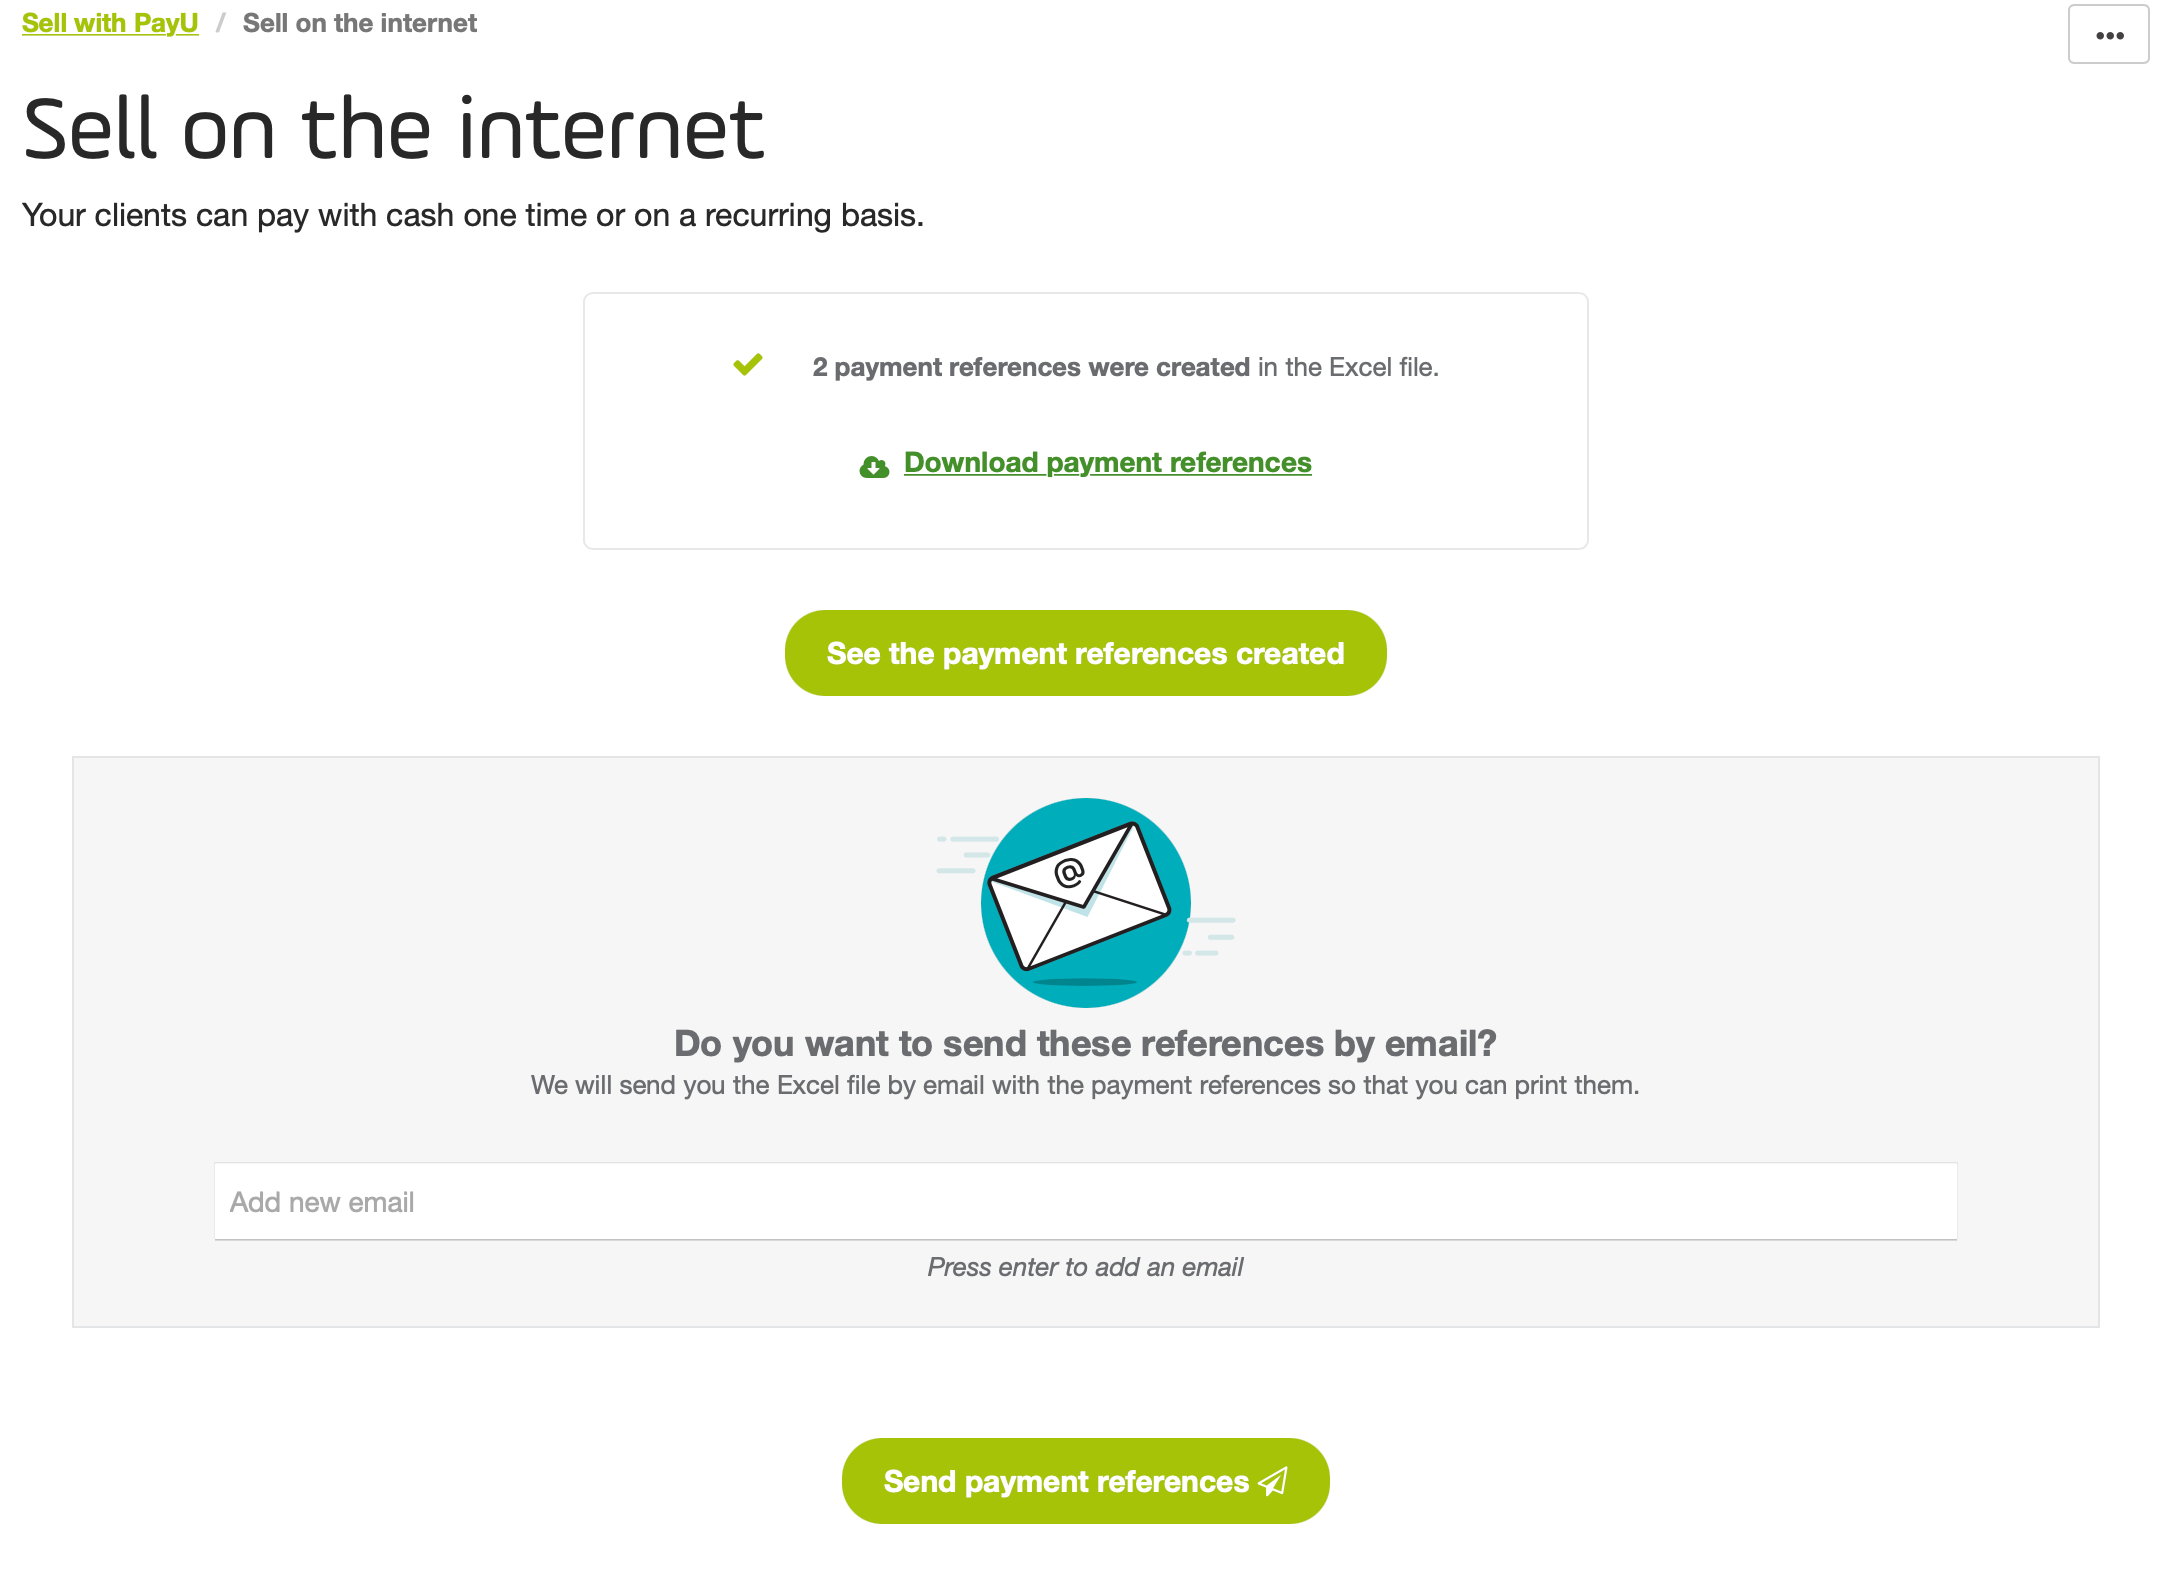 Sell with PayU / Sell on the internet
Sell on the internet
Your clients can pay with cash one time or on a recurring basis.
2 payment references were created in the Excel file.
Download payment references
See the payment references created
@
Do you want to send these references by email?
We will send you the Excel file by email with the payment references so that you can print them.
Add new email
Press enter to add an email
Send payment references